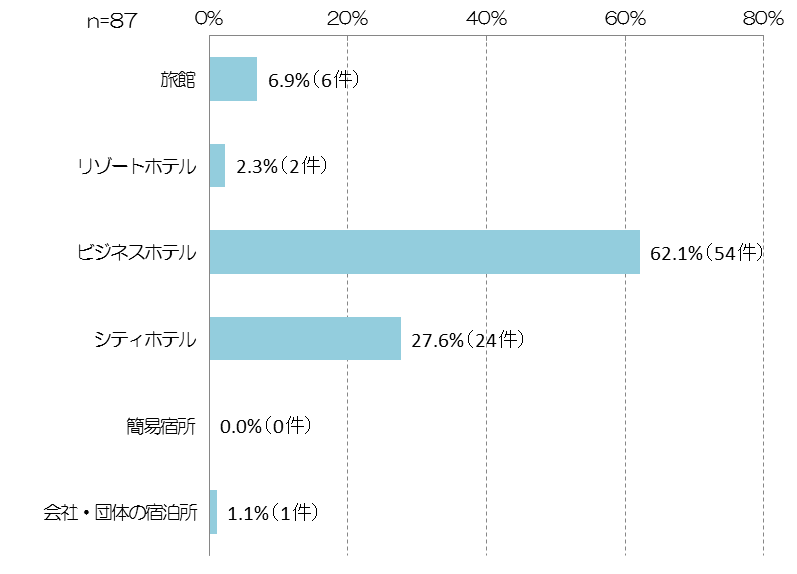 n=87
0% 20% 40% 60% 80%
旅館 6.9%(6件)
リゾートホテル 2.3%(2件)
ビジネスホテル 62.1%(54件)
シティホテル 27.6%(24件)
簡易宿所 0.0%(0件)
会社・団体の宿泊所 1.1%(1件)